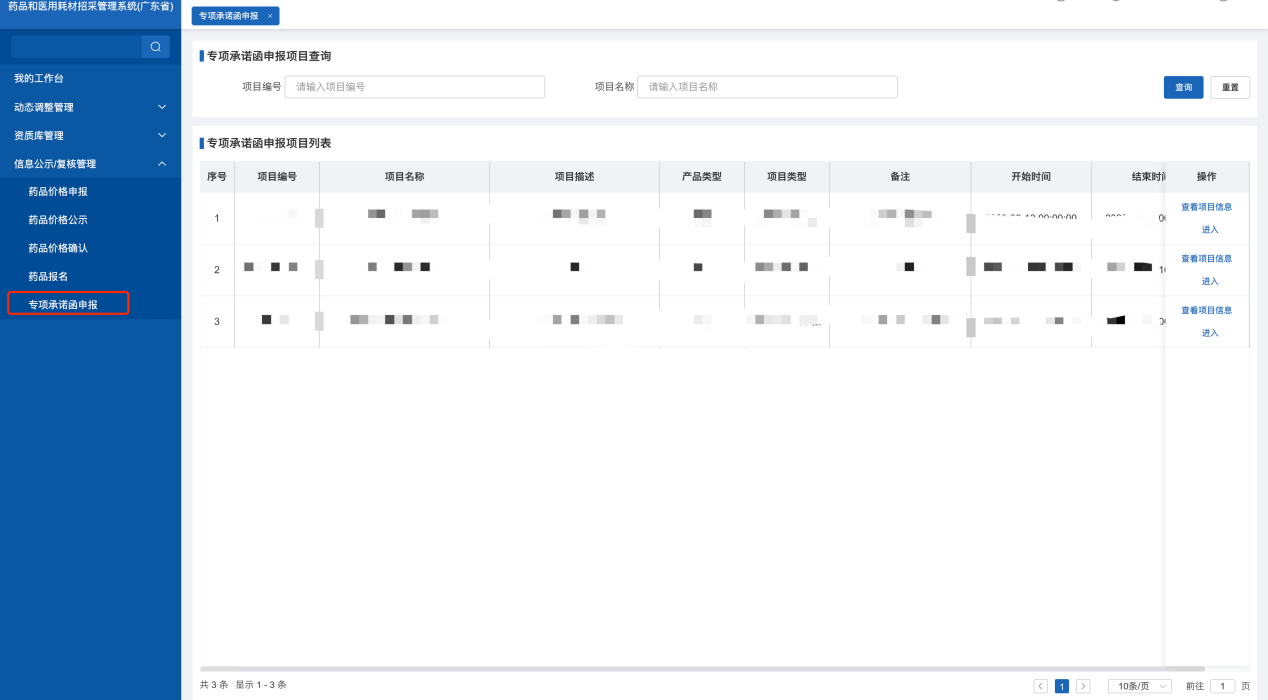 药品和医用耗材招采管理系统(广东省)
专项承诺函申报 ×
我的工作台
动态调整管理
资质库管理
信息公示/复核管理
药品价格申报
药品价格公示
药品价格确认
药品报名
专项承诺函申报
专项承诺函申报项目查询
项目编号 请输入项目编号 项目名称 请输入项目名称 查询 重置
专项承诺函申报项目列表
序号 项目编号 项目名称 项目描述 产品类型 项目类型 备注 开始时间 结束时间 操作
1 查看项目信息
进入
2 查看项目信息
进入
3 查看项目信息
进入
共 3 条 显示 1 - 3 条 1 10条/页 前往 1 页